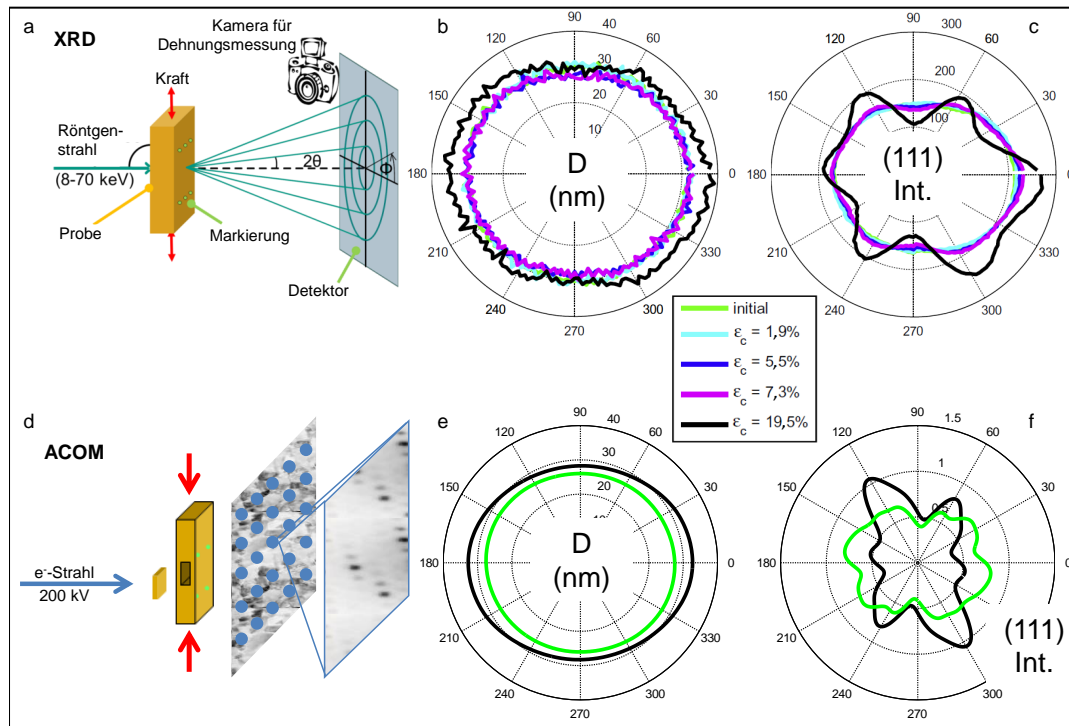 a
XRD
Kamera für
Dehnungsmessung
Kraft
Röntgen-
strahl
(8-70 keV)
2θ
Φ
Probe
Markierung
Detektor
b
90
120
60
40
30
20
10
150
30
180
0
210
330
240
300
270
D
(nm)
c
90
120
60
300
200
100
150
30
180
0
210
330
240
300
270
(111)
Int.
initial
ε_c = 1,9%
ε_c = 5,5%
ε_c = 7,3%
ε_c = 19,5%
d
ACOM
e⁻-Strahl
200 kV
e
90
120
60
40
30
20
150
30
180
0
210
330
240
300
270
D
(nm)
f
90
120
60
1.5
1
0.5
150
30
180
0
210
240
300
270
(111)
Int.